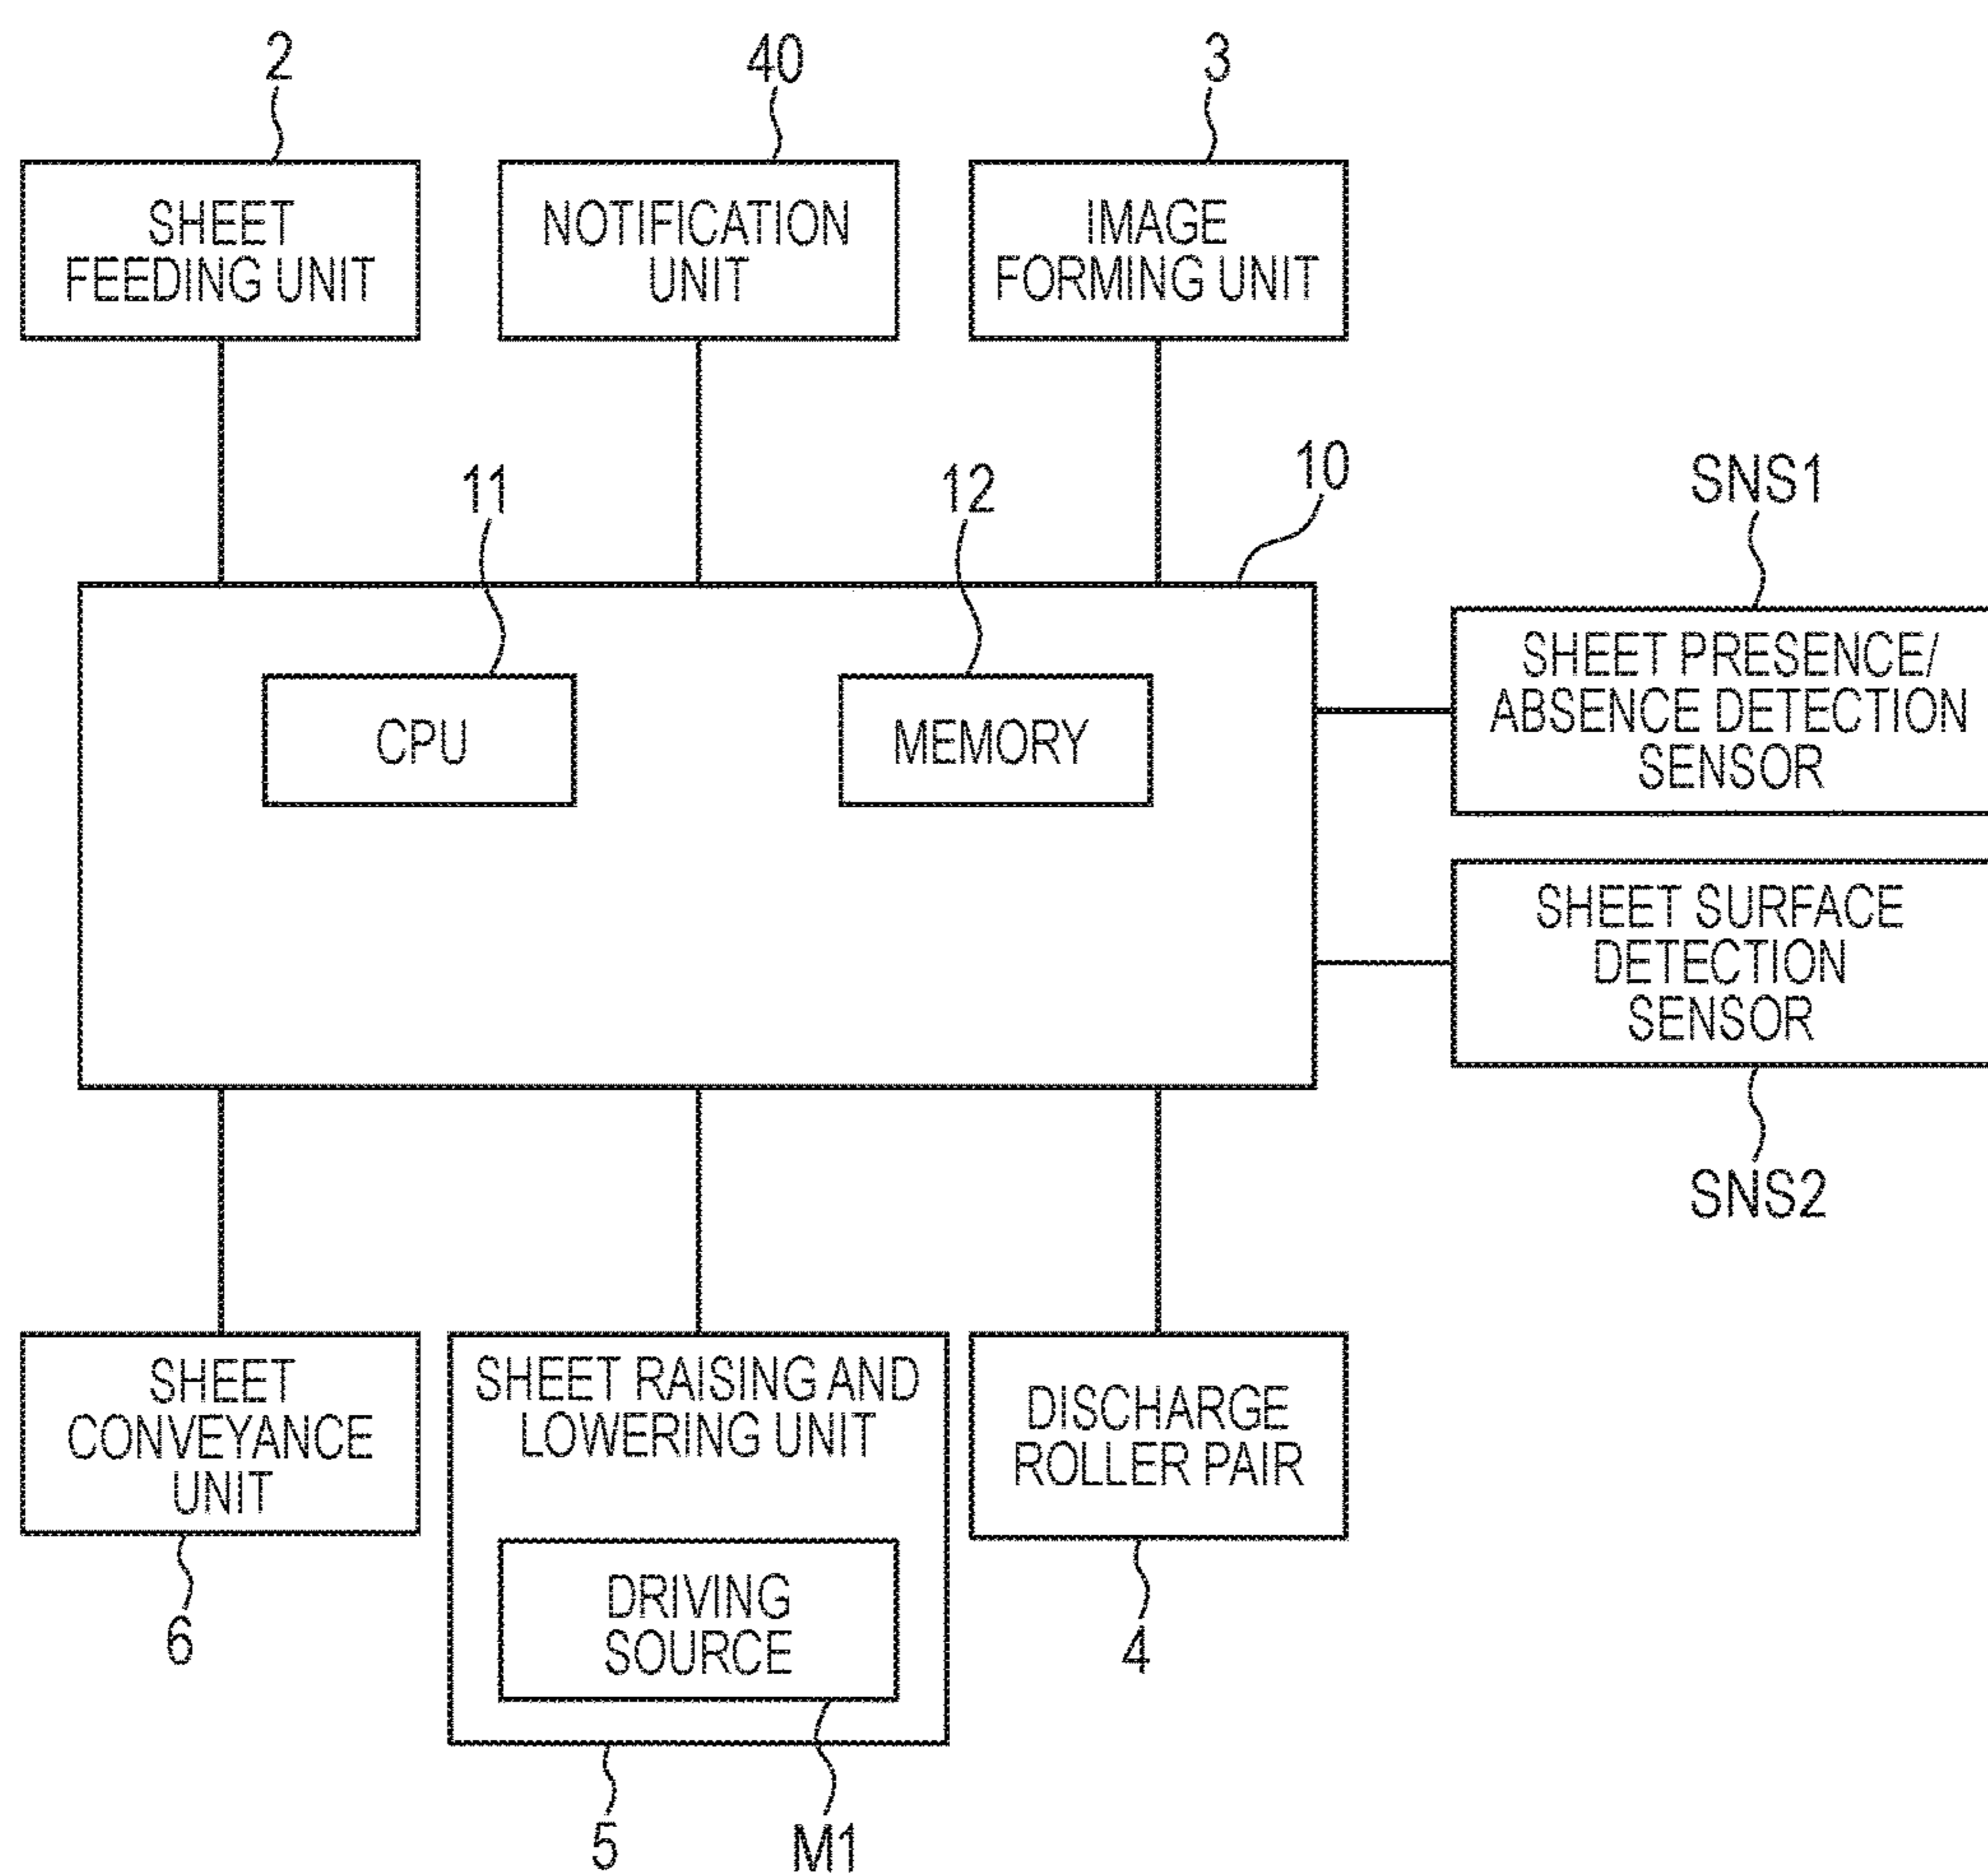 2
40
3
SHEET
FEEDING UNIT
NOTIFICATION
UNIT
IMAGE
FORMING UNIT
11
12
10
SNS1
CPU
MEMORY
SHEET PRESENCE/
ABSENCE DETECTION
SENSOR
SHEET SURFACE
DETECTION
SENSOR
SNS2
SHEET
CONVEYANCE
UNIT
SHEET RAISING AND
LOWERING UNIT
DISCHARGE
ROLLER PAIR
DRIVING
SOURCE
6
4
5
M1